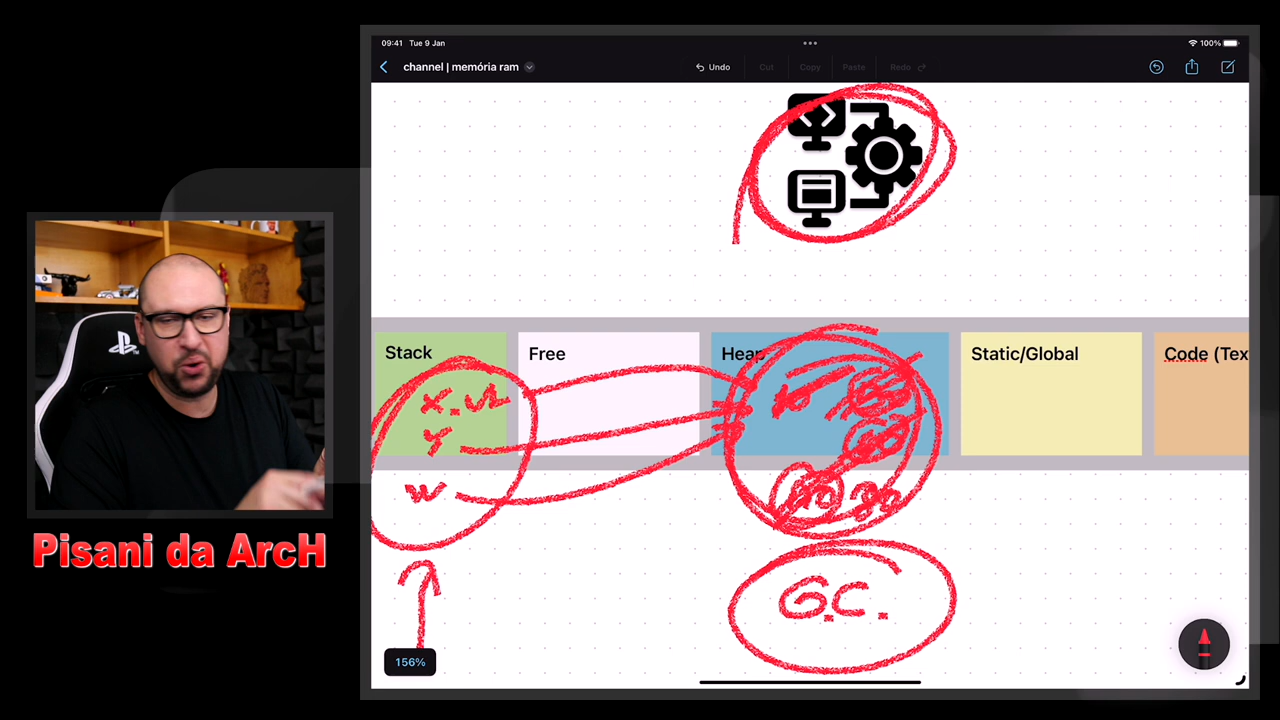 09:41 Tue 9 Jan
100%
channel | memória ram
Undo
Cut
Copy
Paste
Redo
Stack
Free
Heap
Static/Global
Code (Tex
X.
Y
W
G.C.
156%
Pisani da ArcH